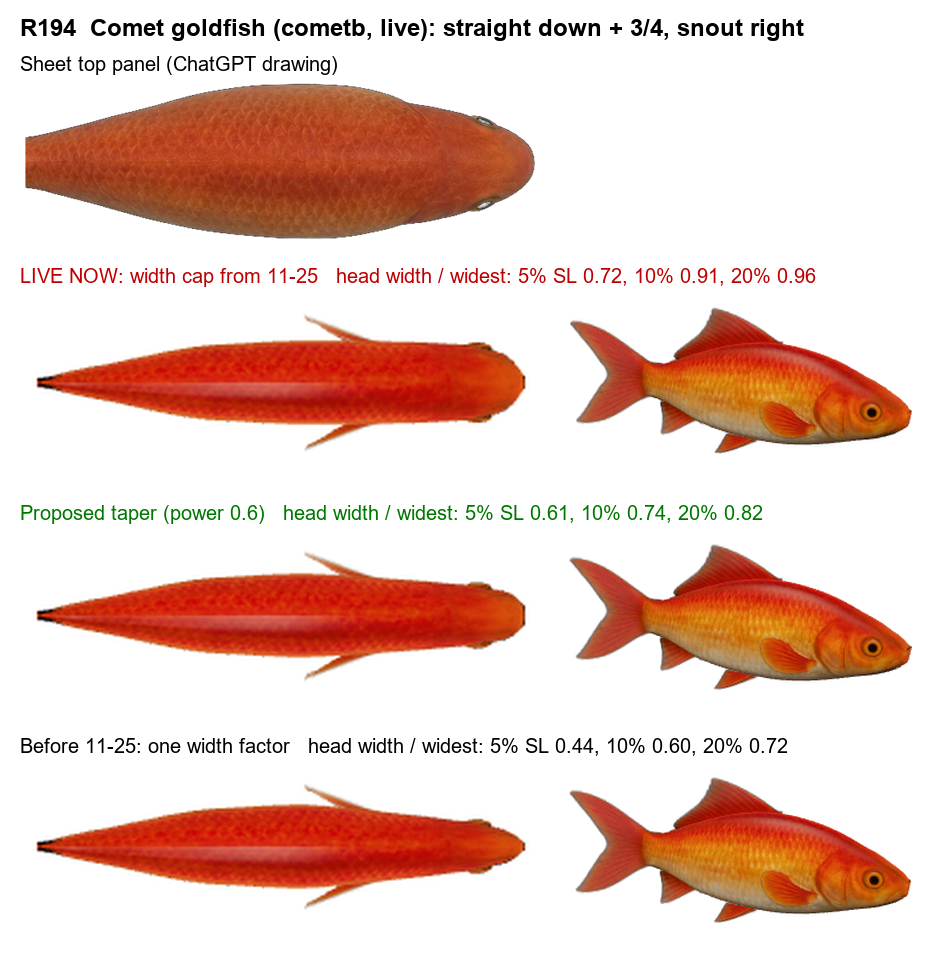 R194  Comet goldfish (cometb, live): straight down + 3/4, snout right
Sheet top panel (ChatGPT drawing)
LIVE NOW: width cap from 11-25   head width / widest: 5% SL 0.72, 10% 0.91, 20% 0.96
Proposed taper (power 0.6)   head width / widest: 5% SL 0.61, 10% 0.74, 20% 0.82
Before 11-25: one width factor   head width / widest: 5% SL 0.44, 10% 0.60, 20% 0.72